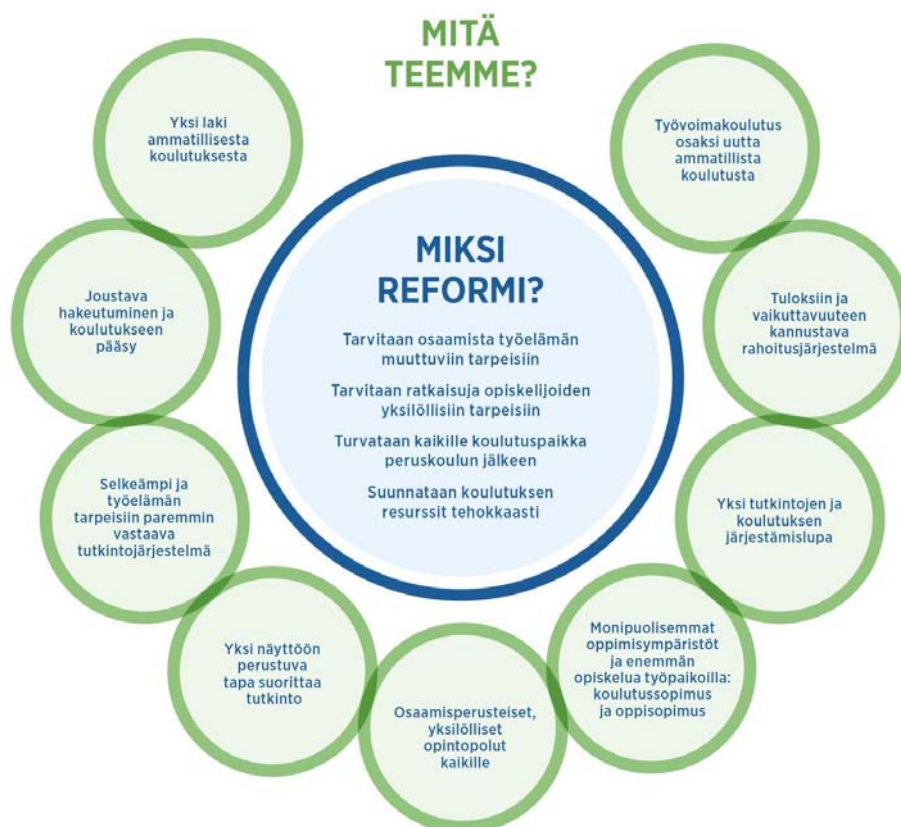 MITÄ
TEEMME?
Yksi laki
ammatillisesta
koulutuksesta
Joustava
hakeutuminen ja
koulutukseen
pääsy
Selkeämpi ja
työelämän
tarpeisiin paremmin
vastaava
tutkintojärjestelmä
Yksi näyttöön
perustuva
tapa suorittaa
tutkinto
Osaamisperusteiset,
yksilölliset
opintopolut
kaikille
Monipuolisemmat
oppimisympäristöt
ja enemmän
opiskelua työpaikoilla:
koulutussopimus
ja oppisopimus
Yksi tutkintojen ja
koulutuksen
järjestämislupa
Tuloksiin ja
vaikuttavuuteen
kannustava
rahoitusjärjestelmä
Työvoimakoulutus
osaksi uutta
ammatillista
koulutusta
MIKSI
REFORMI?
Tarvitaan osaamista työelämän
muuttuviin tarpeisiin
Tarvitaan ratkaisuja opiskelijoiden
yksilöllisiin tarpeisiin
Turvataan kaikille koulutuspaikka
peruskoulun jälkeen
Suunnataan koulutuksen
resurssit tehokkaasti